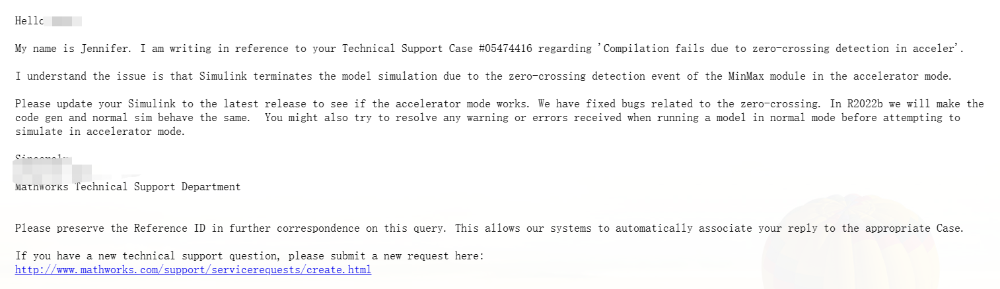 Hello
My name is Jennifer. I am writing in reference to your Technical Support Case #05474416 regarding 'Compilation fails due to zero-crossing detection in acceler'.
I understand the issue is that Simulink terminates the model simulation due to the zero-crossing detection event of the MinMax module in the accelerator mode.
Please update your Simulink to the latest release to see if the accelerator mode works. We have fixed bugs related to the zero-crossing. In R2022b we will make the
code gen and normal sim behave the same.  You might also try to resolve any warning or errors received when running a model in normal mode before attempting to
simulate in accelerator mode.
Sincerely
MathWorks Technical Support Department
Please preserve the Reference ID in further correspondence on this query. This allows our systems to automatically associate your reply to the appropriate Case.
If you have a new technical support question, please submit a new request here:
http://www.mathworks.com/support/servicerequests/create.html